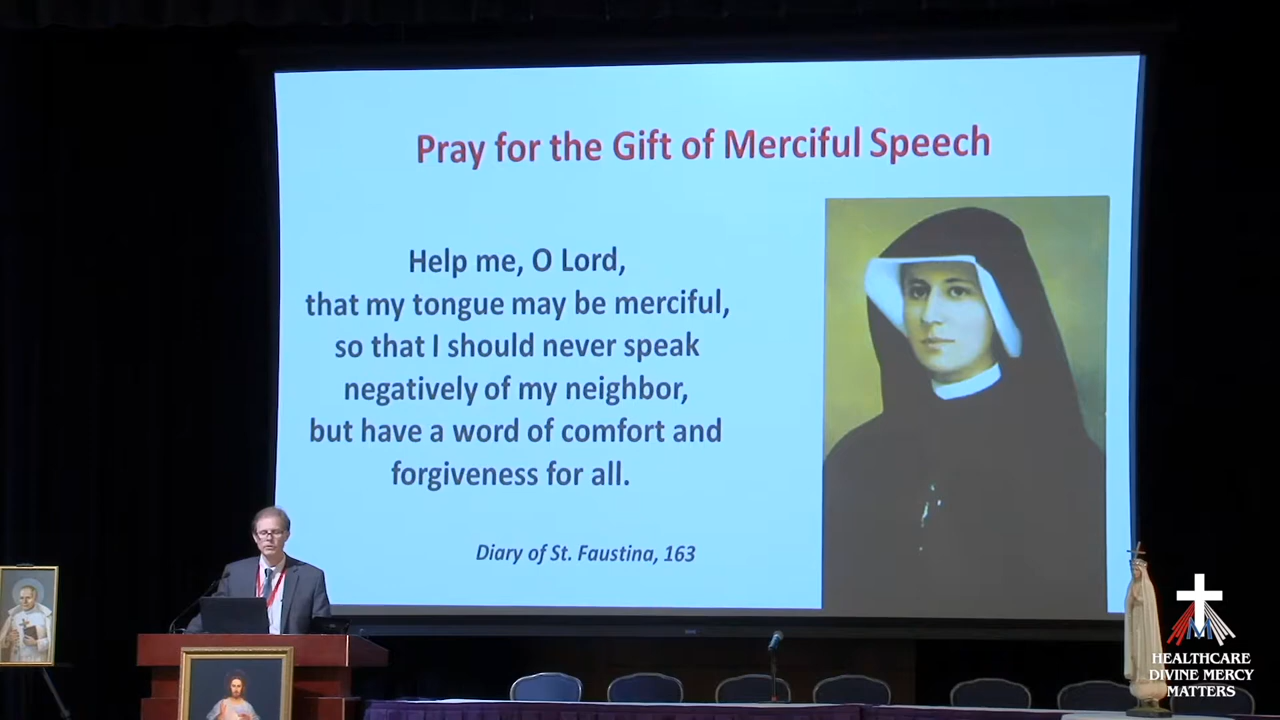 Pray for the Gift of Merciful Speech
Help me, O Lord,
that my tongue may be merciful,
so that I should never speak
negatively of my neighbor,
but have a word of comfort and
forgiveness for all.
Diary of St. Faustina, 163
HEALTHCARE
DIVINE MERCY
MATTERS